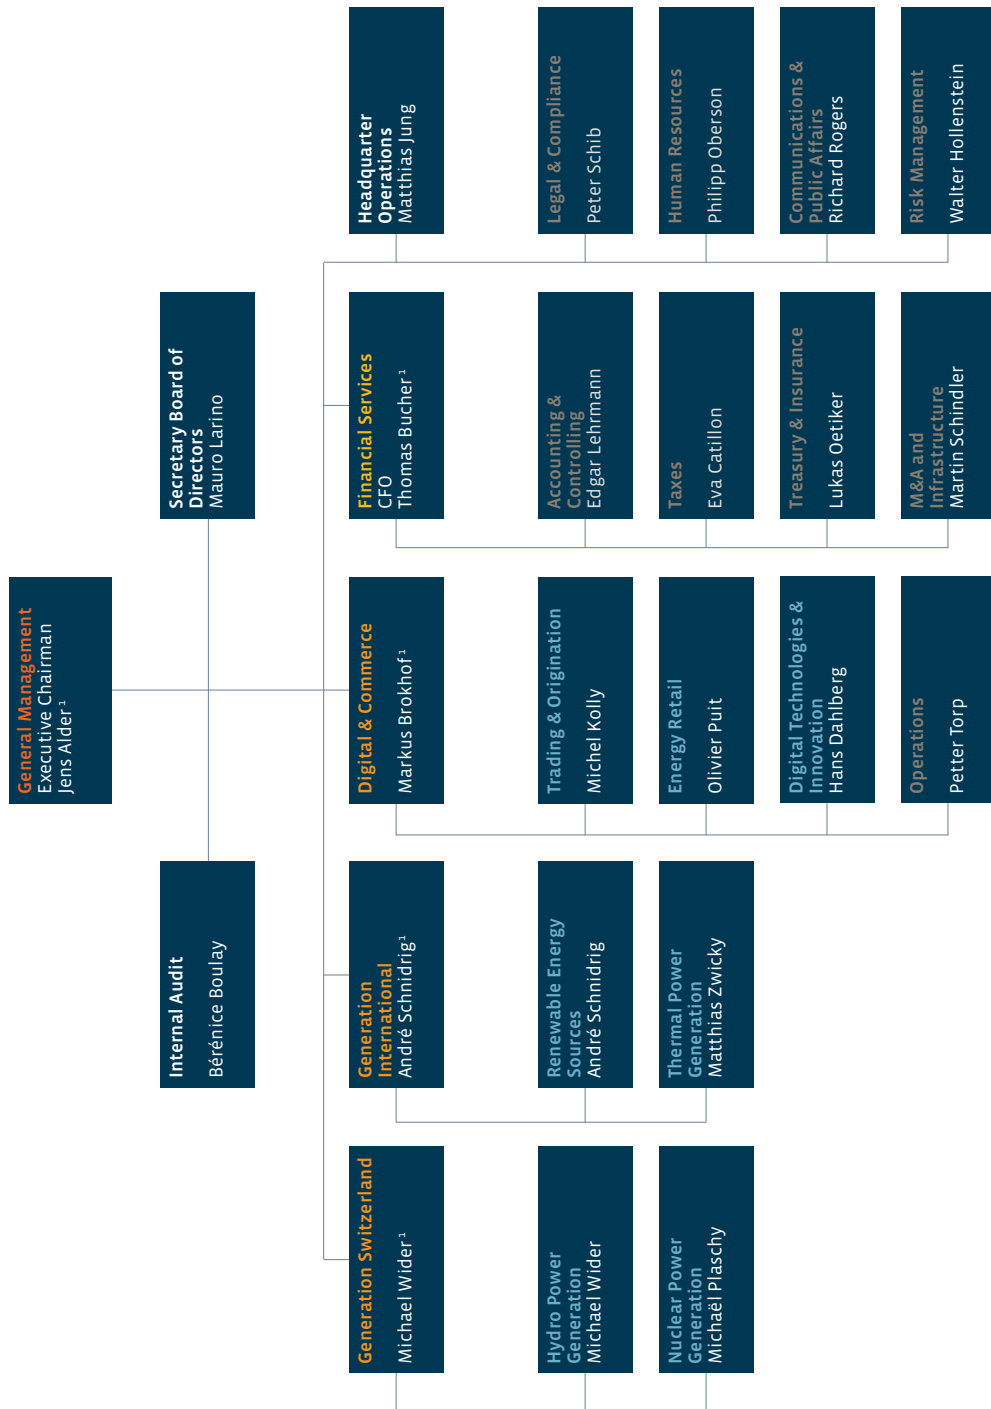 General Management
Executive Chairman
Jens Alder¹
Internal Audit
Bérénice Boulay
Secretary Board of
Directors
Mauro Larino
Generation Switzerland
Michael Wider¹
Generation
International
André Schnidrig¹
Digital & Commerce
Markus Brokhof¹
Financial Services
CFO
Thomas Bucher¹
Headquarter
Operations
Matthias Jung
Hydro Power
Generation
Michael Wider
Renewable Energy
Sources
André Schnidrig
Trading & Origination
Michel Kolly
Accounting &
Controlling
Edgar Lehrmann
Legal & Compliance
Peter Schib
Nuclear Power
Generation
Michaël Plaschy
Thermal Power
Generation
Matthias Zwicky
Energy Retail
Olivier Puit
Taxes
Eva Catillon
Human Resources
Philipp Oberson
Digital Technologies &
Innovation
Hans Dahlberg
Treasury & Insurance
Lukas Oetiker
Communications &
Public Affairs
Richard Rogers
Operations
Petter Torp
M&A and
Infrastructure
Martin Schindler
Risk Management
Walter Hollenstein